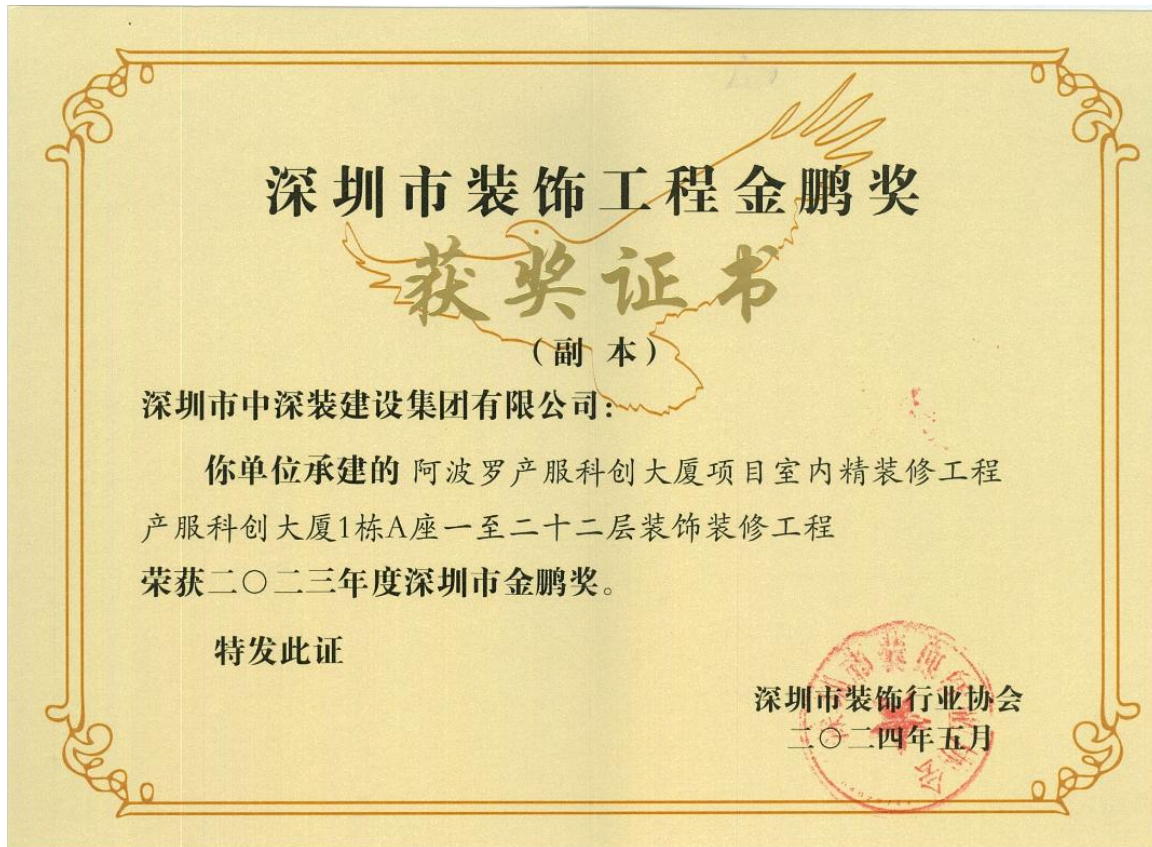 深圳市装饰工程金鹏奖
获奖证书
（副 本）
深圳市中深装建设集团有限公司：
你单位承建的 阿波罗产服科创大厦项目室内精装修工程
产服科创大厦1栋A座一至二十二层装饰装修工程
荣获二〇二三年度深圳市金鹏奖。
特发此证
深圳市装饰行业协会
二〇二四年五月